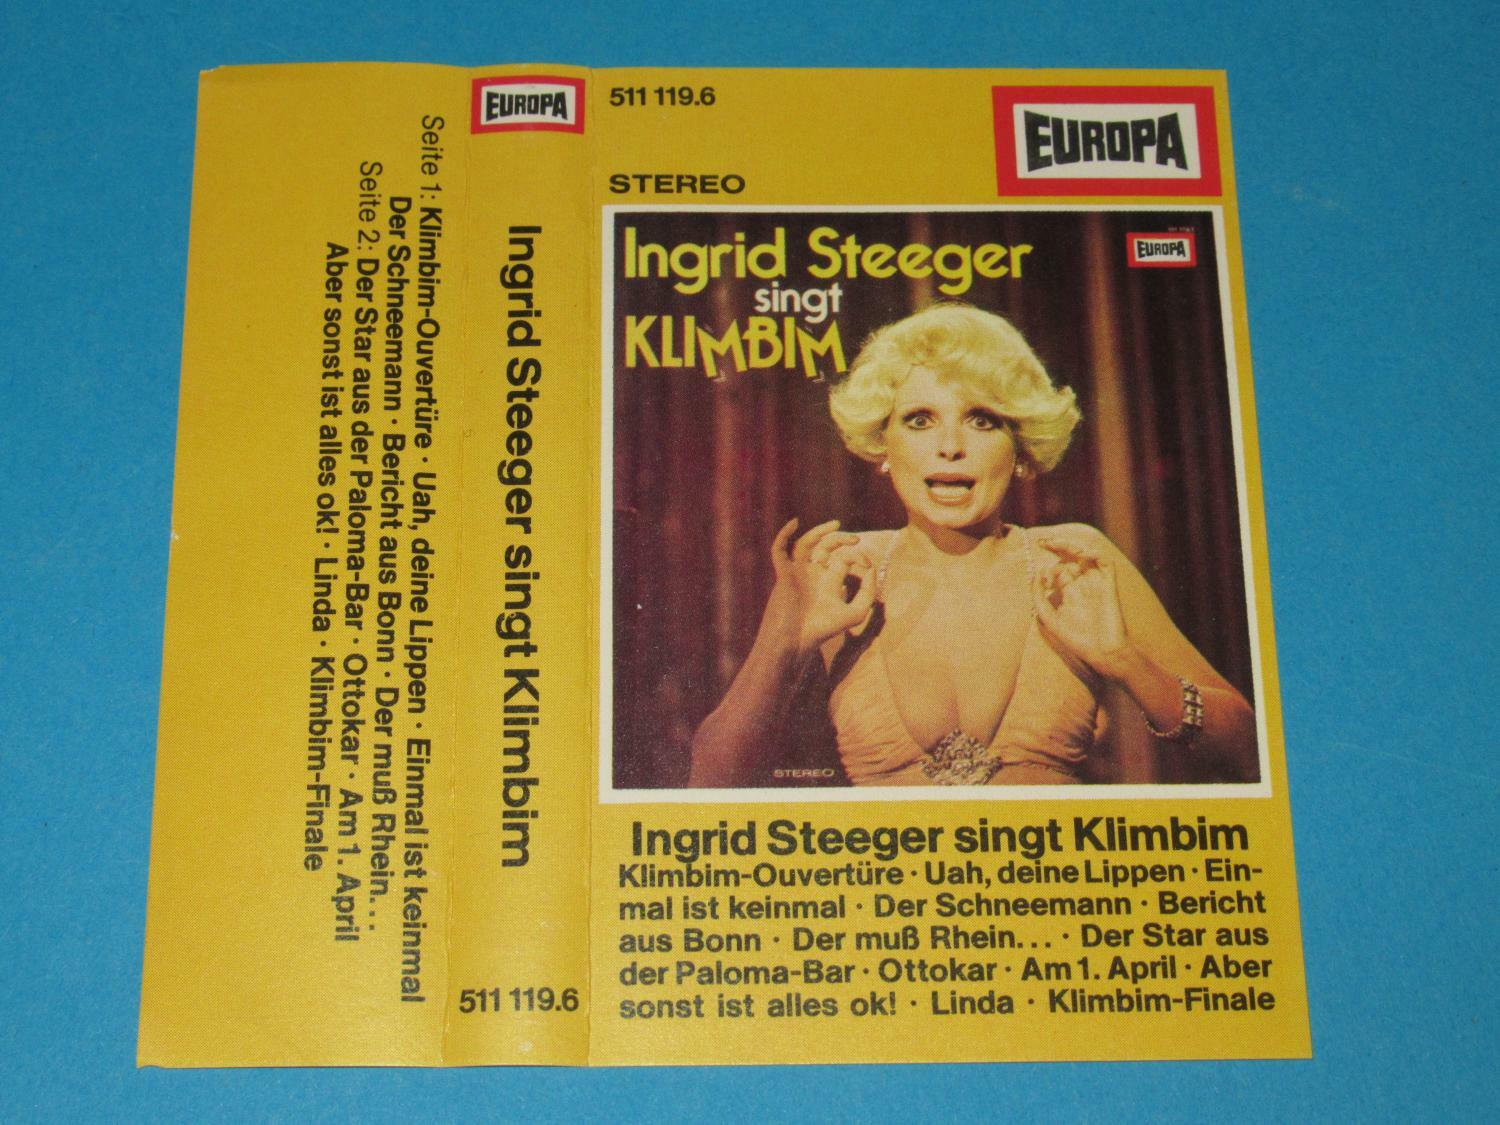 Seite 1: Klimbim-Ouvertüre · Uah, deine Lippen · Einmal ist keinmal
Der Schneemann · Bericht aus Bonn · Der muß Rhein...
Seite 2: Der Star aus der Paloma-Bar · Ottokar · Am 1. April
Aber sonst ist alles ok! · Linda · Klimbim-Finale
EUROPA
Ingrid Steeger singt Klimbim
511 119.6
511 119.6
STEREO
EUROPA
Ingrid Steeger
singt
KLIMBIM
EUROPA
STEREO
Ingrid Steeger singt Klimbim
Klimbim-Ouvertüre · Uah, deine Lippen · Ein-
mal ist keinmal · Der Schneemann · Bericht
aus Bonn · Der muß Rhein... · Der Star aus
der Paloma-Bar · Ottokar · Am 1. April · Aber
sonst ist alles ok! · Linda · Klimbim-Finale